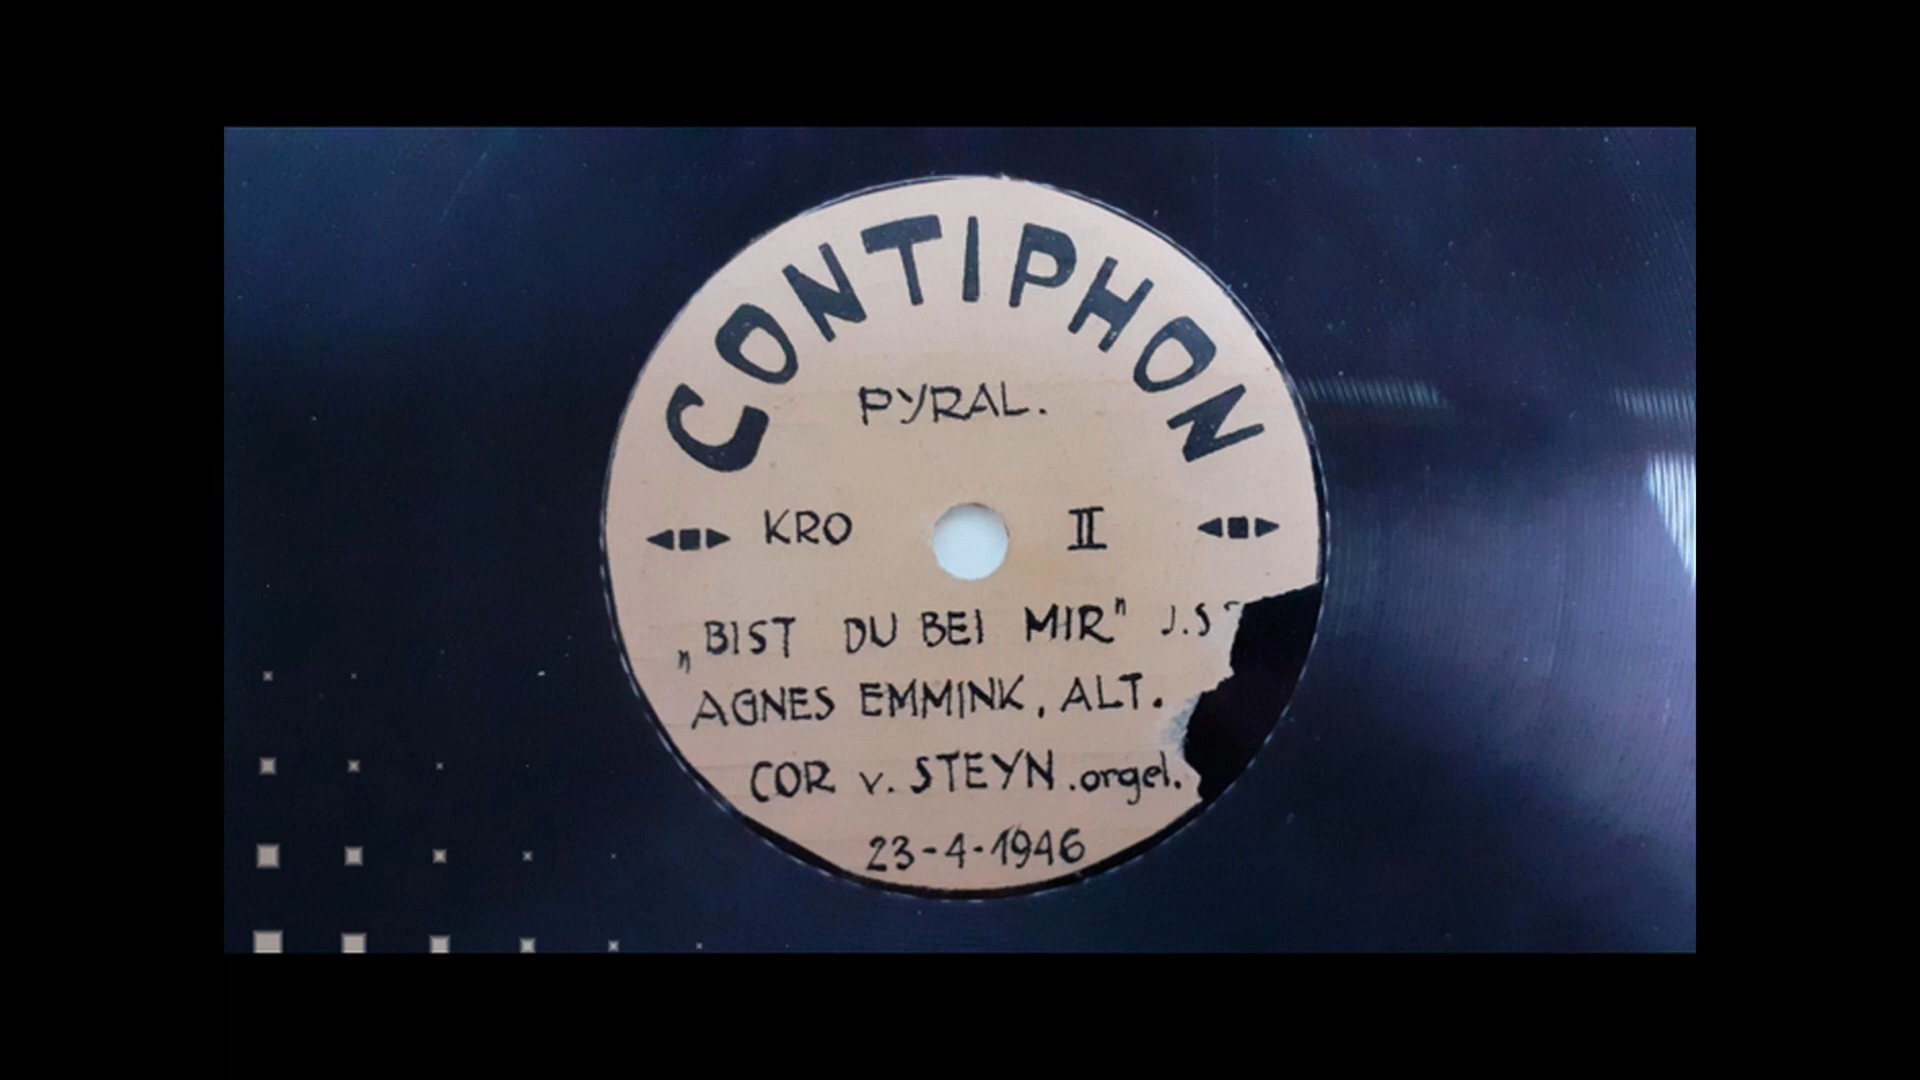 CONTIPHON
PYRAL.
KRO II
„BIST DU BEI MIR" J.S
AGNES EMMINK, ALT.
COR v. STEYN .orgel.
23-4-1946